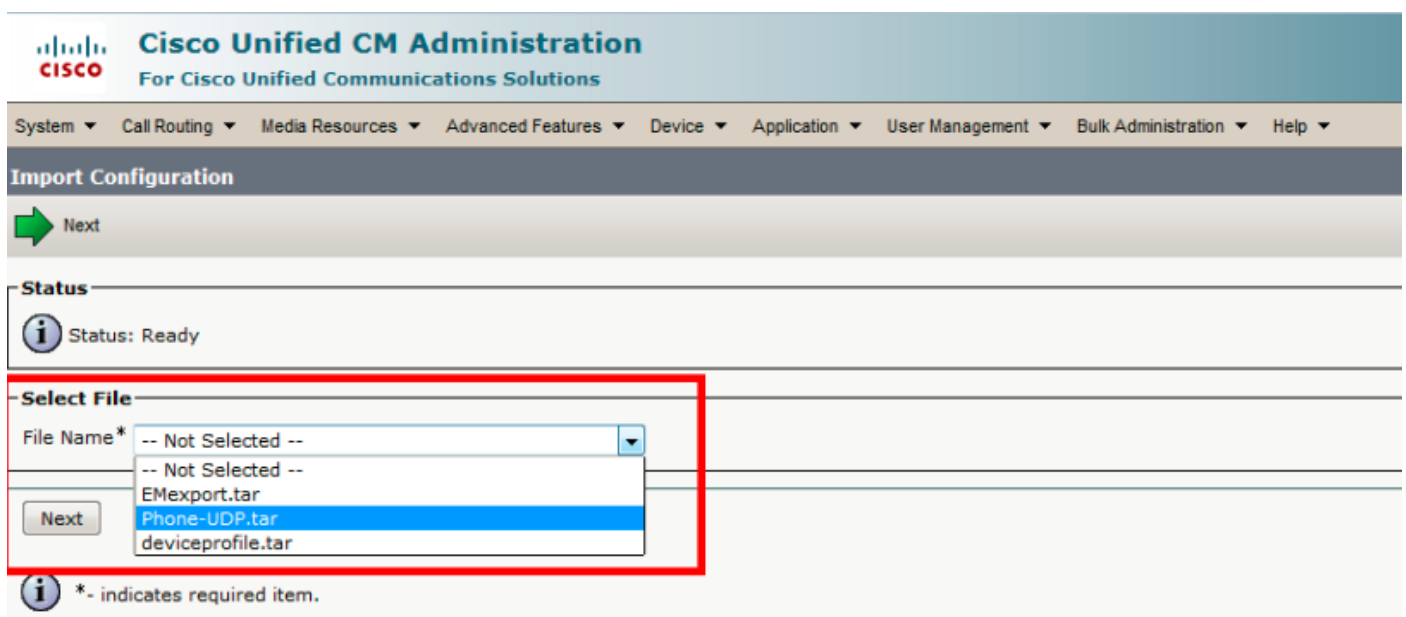 Cisco Unified CM Administration
CISCO
For Cisco Unified Communications Solutions
System Call Routing Media Resources Advanced Features Device Application User Management Bulk Administration Help
Import Configuration
Next
Status
i Status: Ready
Select File
File Name* -- Not Selected --
-- Not Selected --
EMexport.tar
Phone-UDP.tar
deviceprofile.tar
Next
i *- indicates required item.